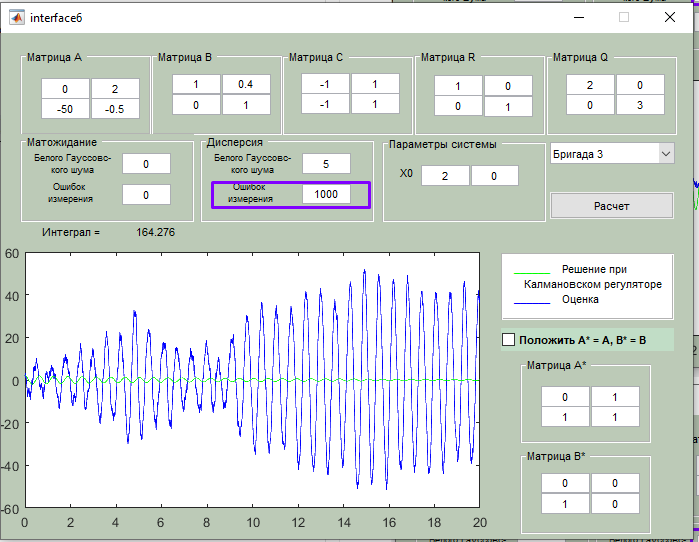 interface6
Матрица A
Матрица B
Матрица C
Матрица R
Матрица Q
0 2
-50 -0.5
1 0.4
0 1
-1 1
-1 1
1 0
0 1
2 0
0 3
Матожидание
Белого Гауссовс-
кого шума
0
Ошибок
измерения
0
Дисперсия
Белого Гауссовс-
кого шума
5
Ошибок
измерения
1000
Параметры системы
X0
2 0
Бригада 3
Расчет
Интеграл = 164.276
60
40
20
0
-20
-40
-60
0 2 4 6 8 10 12 14 16 18 20
Решение при
Калмановском регуляторе
Оценка
Положить A* = A, B* = B
Матрица A*
0 1
1 1
Матрица B*
0 0
1 0